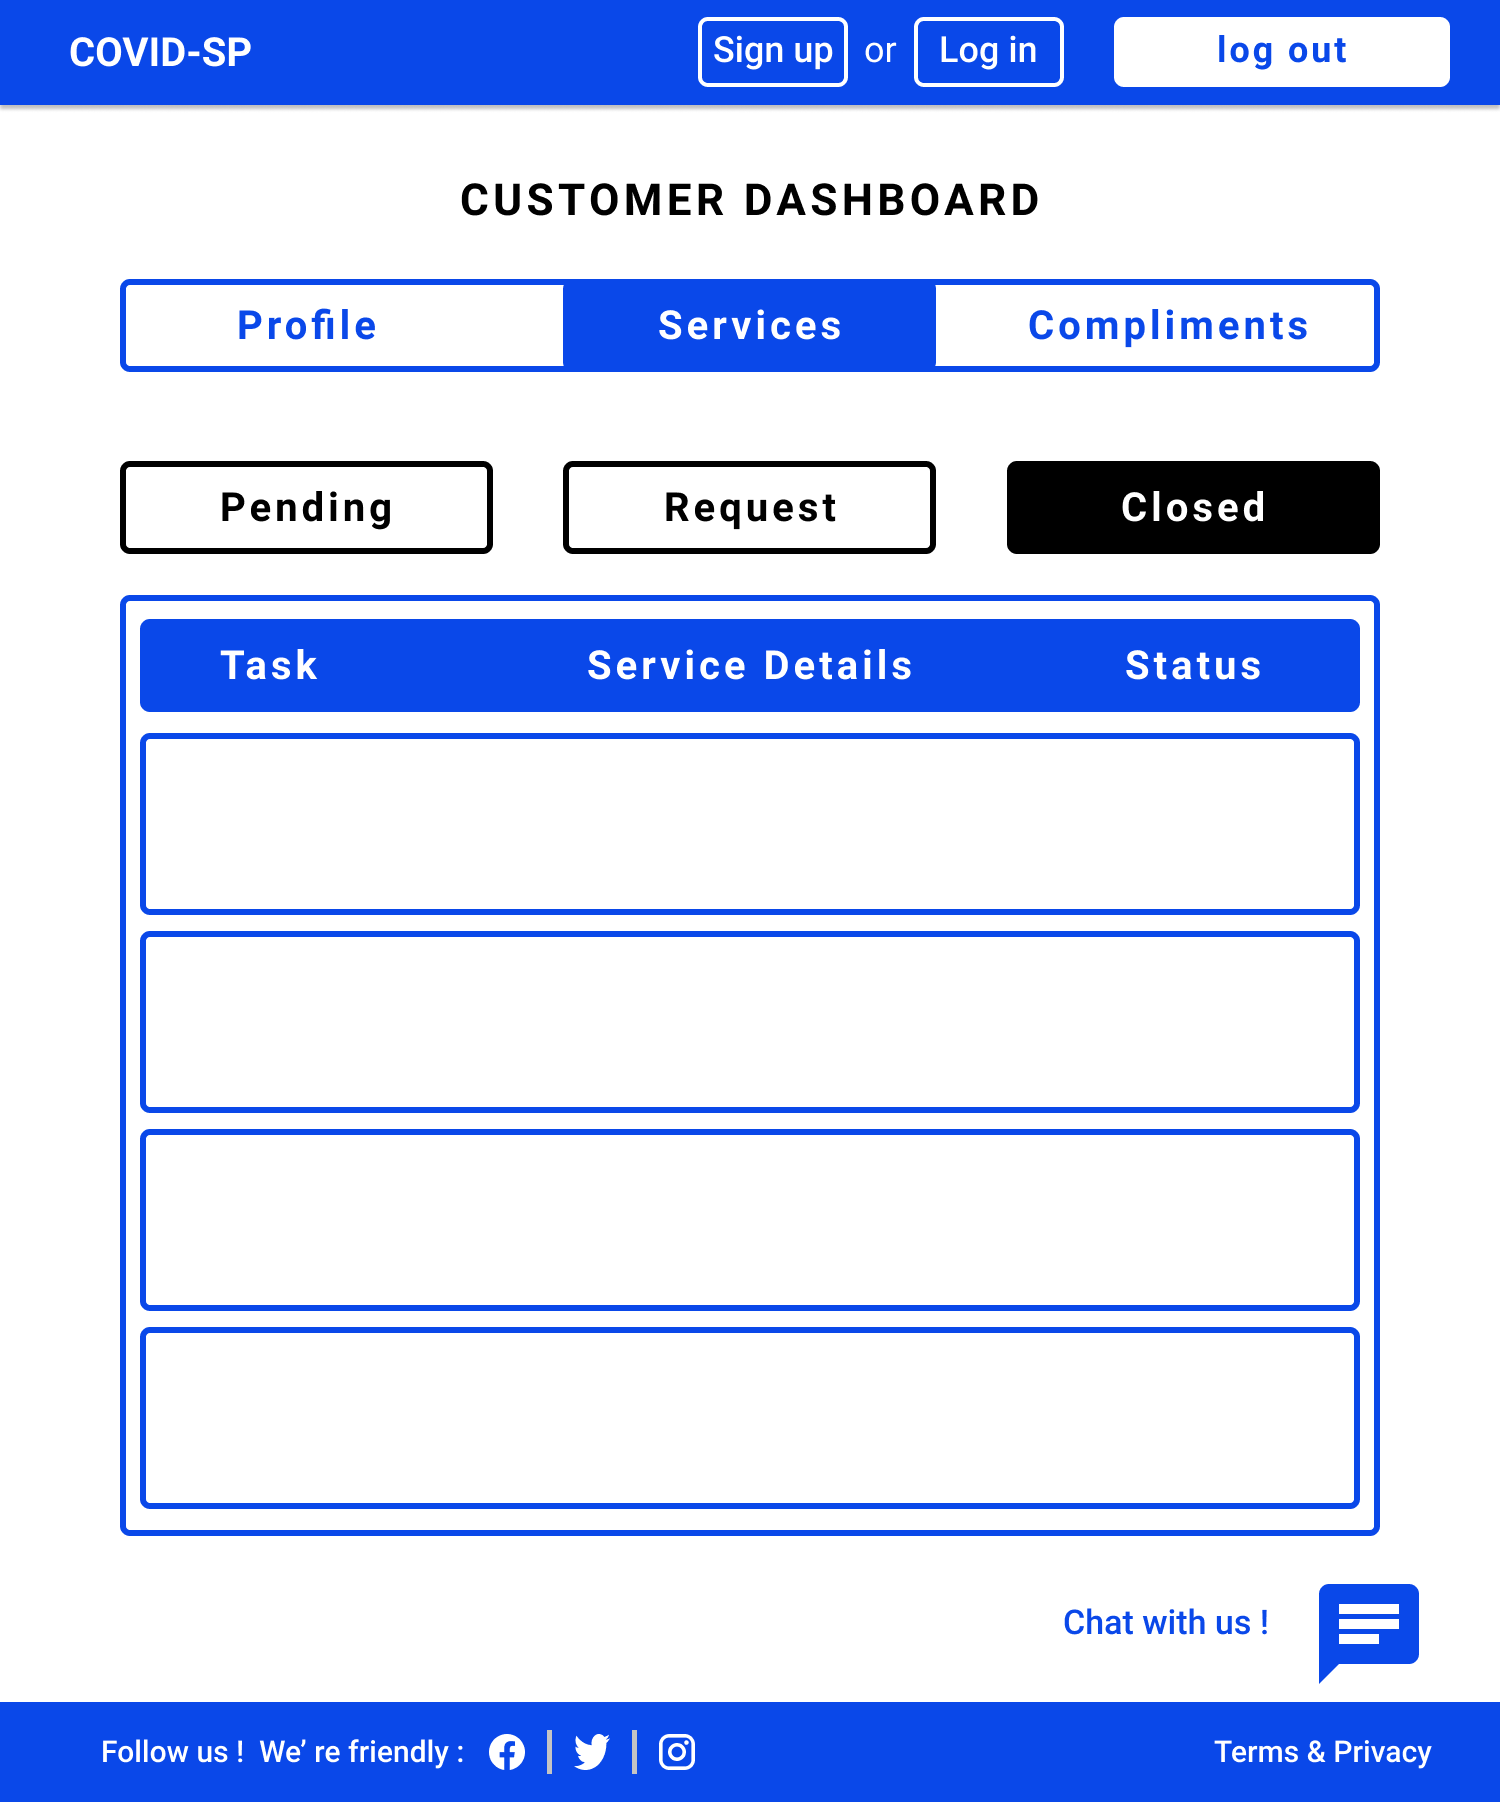 COVID-SP Sign up or Log in log out
CUSTOMER DASHBOARD
Profile Services Compliments
Pending Request Closed
Task Service Details Status
Chat with us !
Follow us ! We’ re friendly : Terms & Privacy